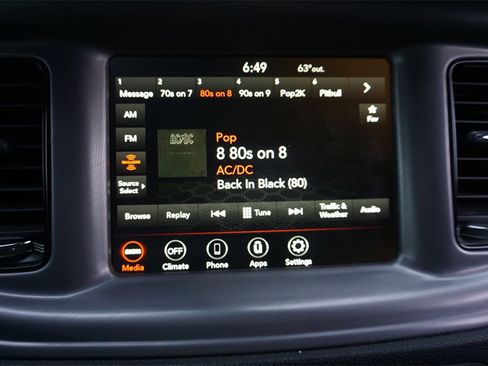 6:49 63°out.
1 2 3 4 5 6
Message 70s on 7 80s on 8 90s on 9 Pop2K Pitbull
AM
Fav
FM
AC/DC
Pop
8 80s on 8
AC/DC
Back In Black (80)
Source
Select
Browse Replay Tune Traffic & Weather Audio
OFF
Media Climate Phone Apps Settings